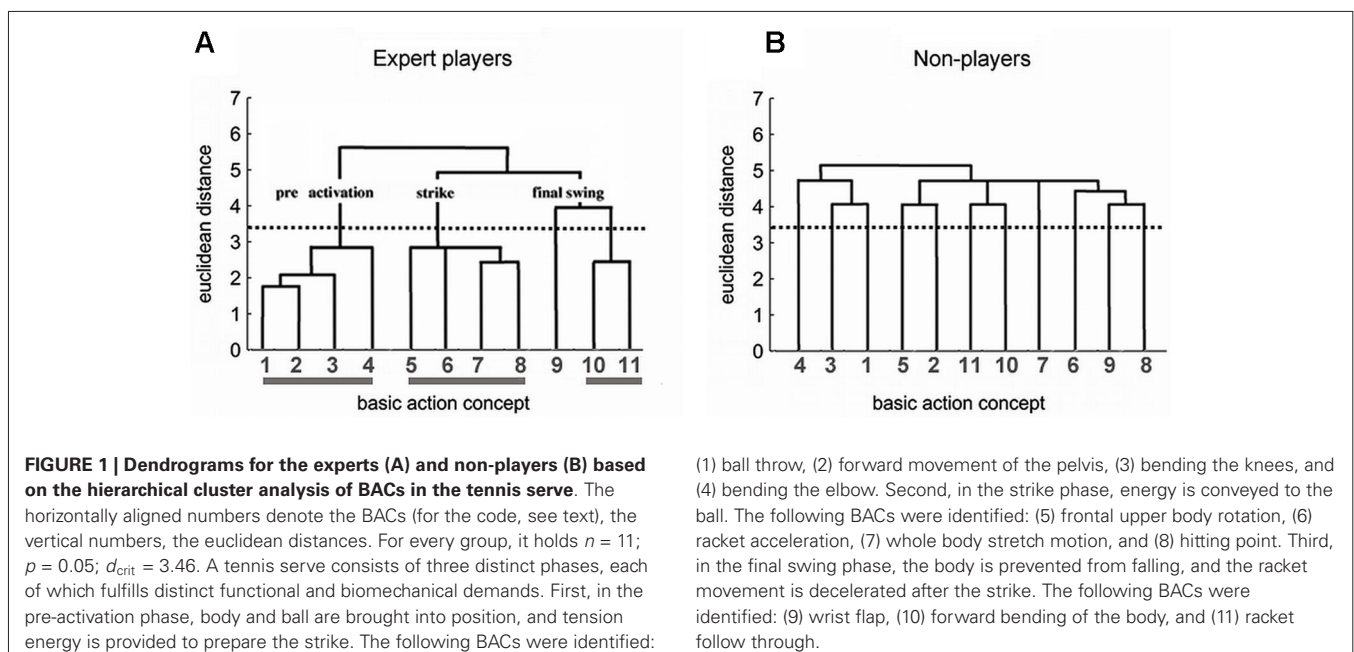 A
Expert players
7
6
5
4
3
2
1
0
euclidean distance
pre activation strike final swing
1 2 3 4 5 6 7 8 9 10 11
basic action concept
B
Non-players
7
6
5
4
3
2
1
0
euclidean distance
4 3 1 5 2 11 10 7 6 9 8
basic action concept
FIGURE 1 | Dendrograms for the experts (A) and non-players (B) based
on the hierarchical cluster analysis of BACs in the tennis serve. The
horizontally aligned numbers denote the BACs (for the code, see text), the
vertical numbers, the euclidean distances. For every group, it holds n = 11;
p = 0.05; dcrit = 3.46. A tennis serve consists of three distinct phases, each
of which fulfills distinct functional and biomechanical demands. First, in the
pre-activation phase, body and ball are brought into position, and tension
energy is provided to prepare the strike. The following BACs were identified:
(1) ball throw, (2) forward movement of the pelvis, (3) bending the knees, and
(4) bending the elbow. Second, in the strike phase, energy is conveyed to the
ball. The following BACs were identified: (5) frontal upper body rotation, (6)
racket acceleration, (7) whole body stretch motion, and (8) hitting point. Third,
in the final swing phase, the body is prevented from falling, and the racket
movement is decelerated after the strike. The following BACs were
identified: (9) wrist flap, (10) forward bending of the body, and (11) racket
follow through.